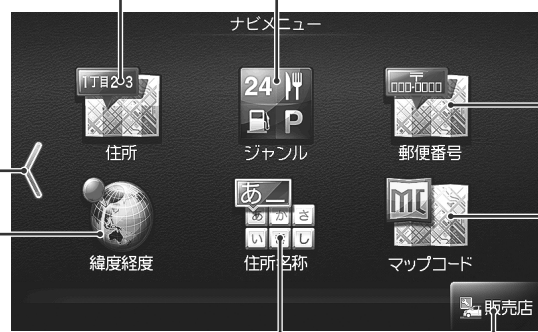 ナビメニュー
1丁目2-3
24
P
〒
000-0000
住所
ジャンル
郵便番号
あ_
あ か さ
い し
緯度経度
住所名称
マップコード
販売店